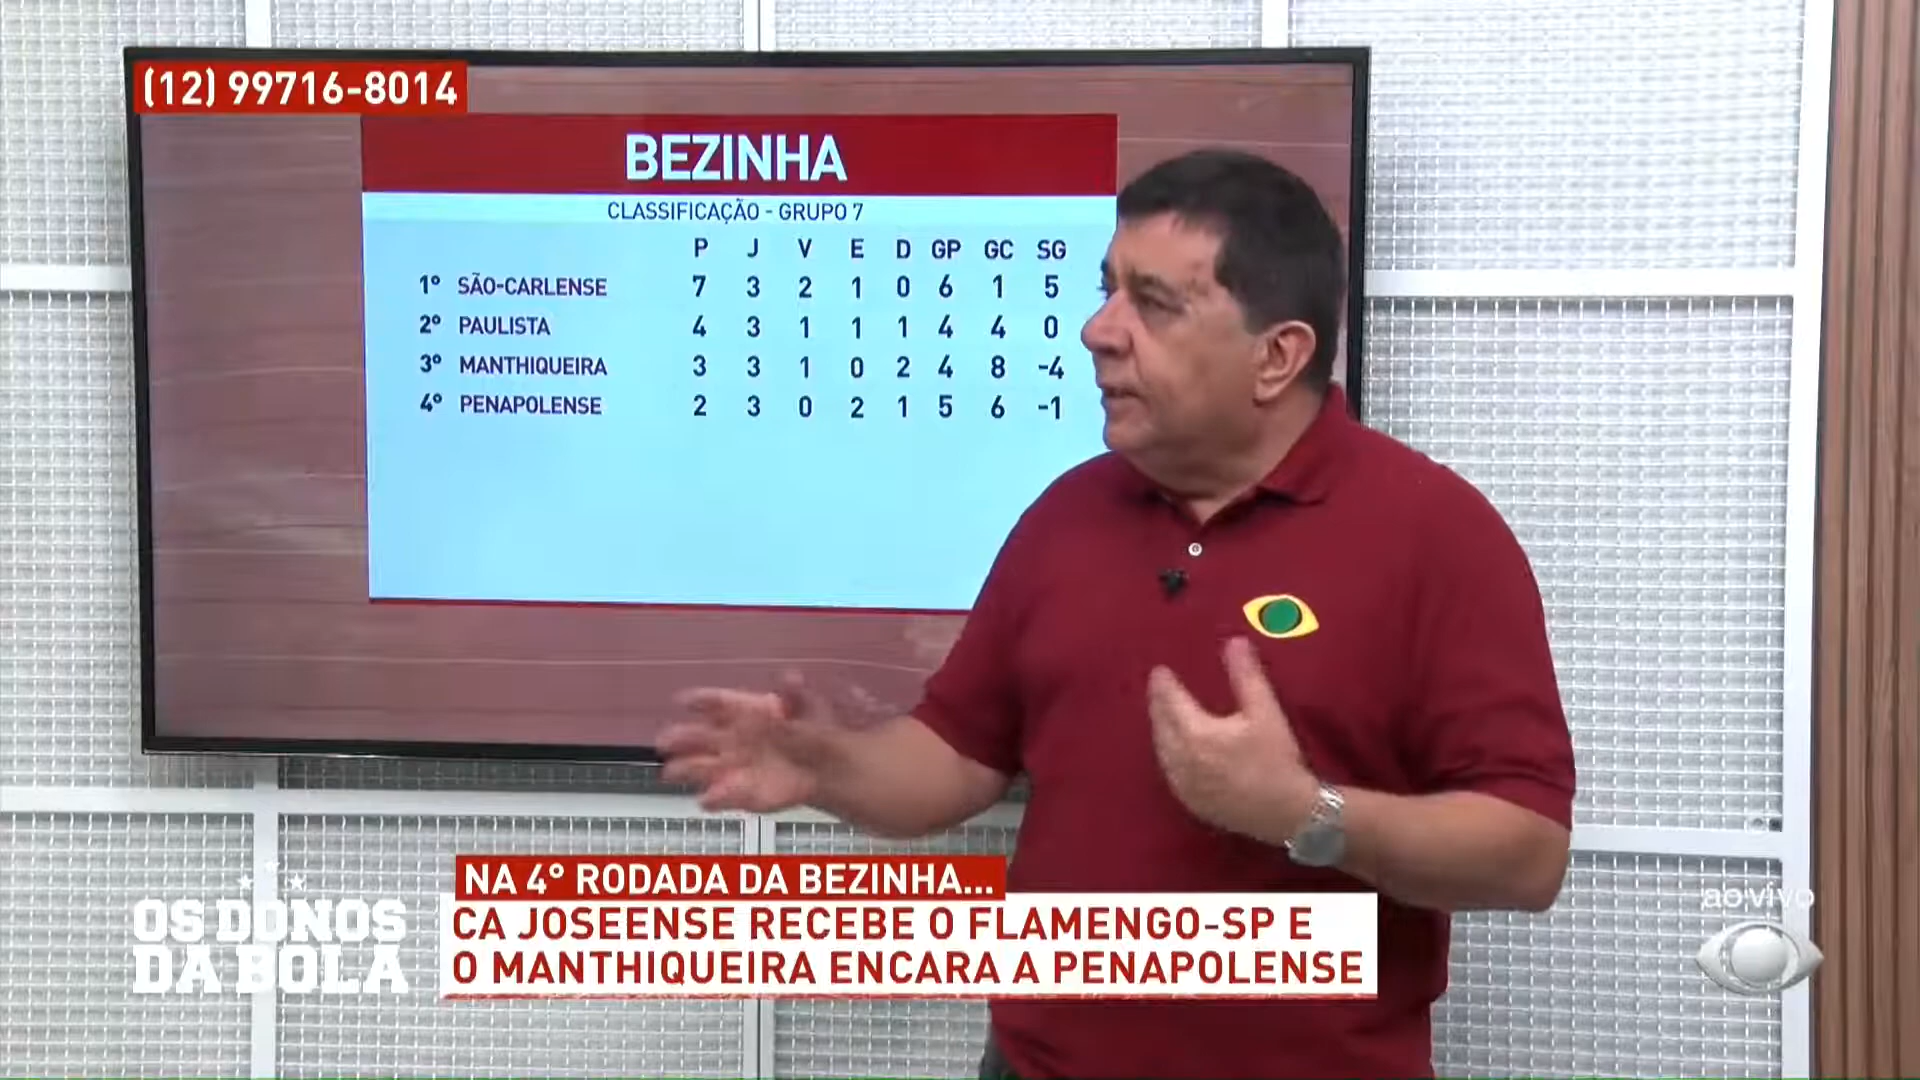 (12) 99716-8014
BEZINHA
CLASSIFICAÇÃO - GRUPO 7
P J V E D GP GC SG
1º SÃO-CARLENSE 7 3 2 1 0 6 1 5
2º PAULISTA 4 3 1 1 1 4 4 0
3º MANTHIQUEIRA 3 3 1 0 2 4 8 -4
4º PENAPOLENSE 2 3 0 2 1 5 6 -1
NA 4º RODADA DA BEZINHA...
CA JOSEENSE RECEBE O FLAMENGO-SP E
O MANTHIQUEIRA ENCARA A PENAPOLENSE
OS DONOS
DA BOLA
ao vivo